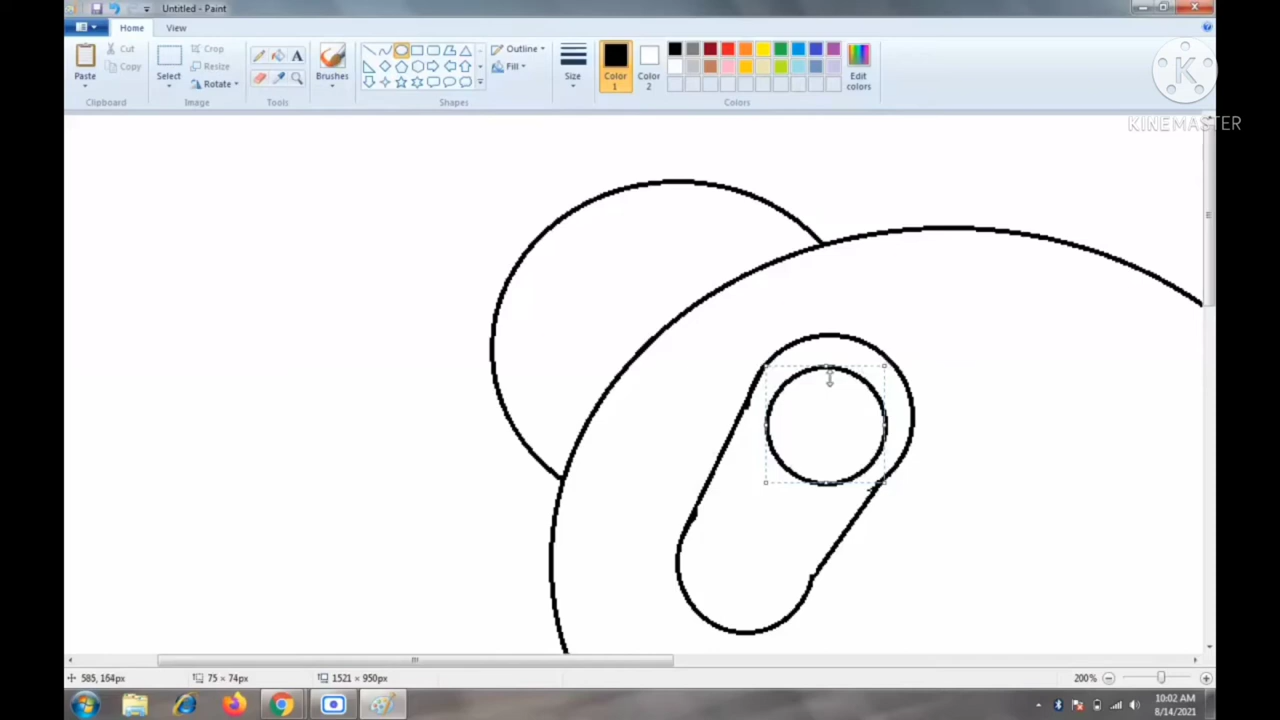 Untitled - Paint
Home View
Cut
Copy
Paste
Clipboard
Crop
Resize
Rotate
Select
Image
A
Tools
Brushes
Outline
Fill
Shapes
Size
Color 1
Color 2
Edit colors
Colors
K
KINEMASTER
585, 164px
75 × 74px
1521 × 950px
200%
10:02 AM
8/14/2021